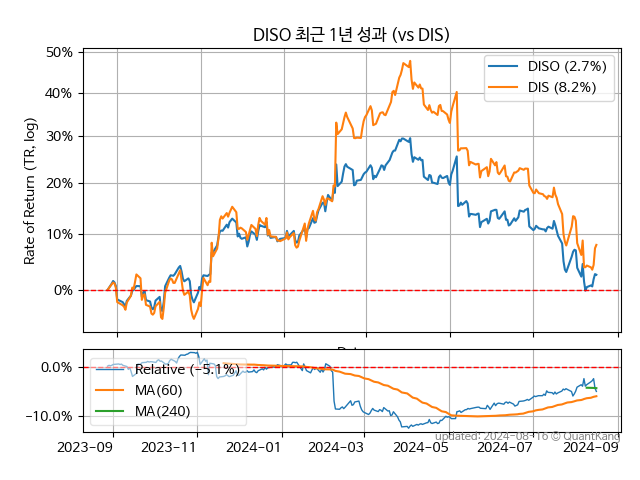 DISO 최근 1년 성과 (vs DIS)
Rate of Return (TR, log)
50%
40%
30%
20%
10%
0%
DISO (2.7%)
DIS (8.2%)
0.0%
−10.0%
Relative (−5.1%)
MA(60)
MA(240)
updated: 2024-08-16 © QuantKang
2023−09
2023−11
2024−01
2024−03
2024−05
2024−07
2024−09